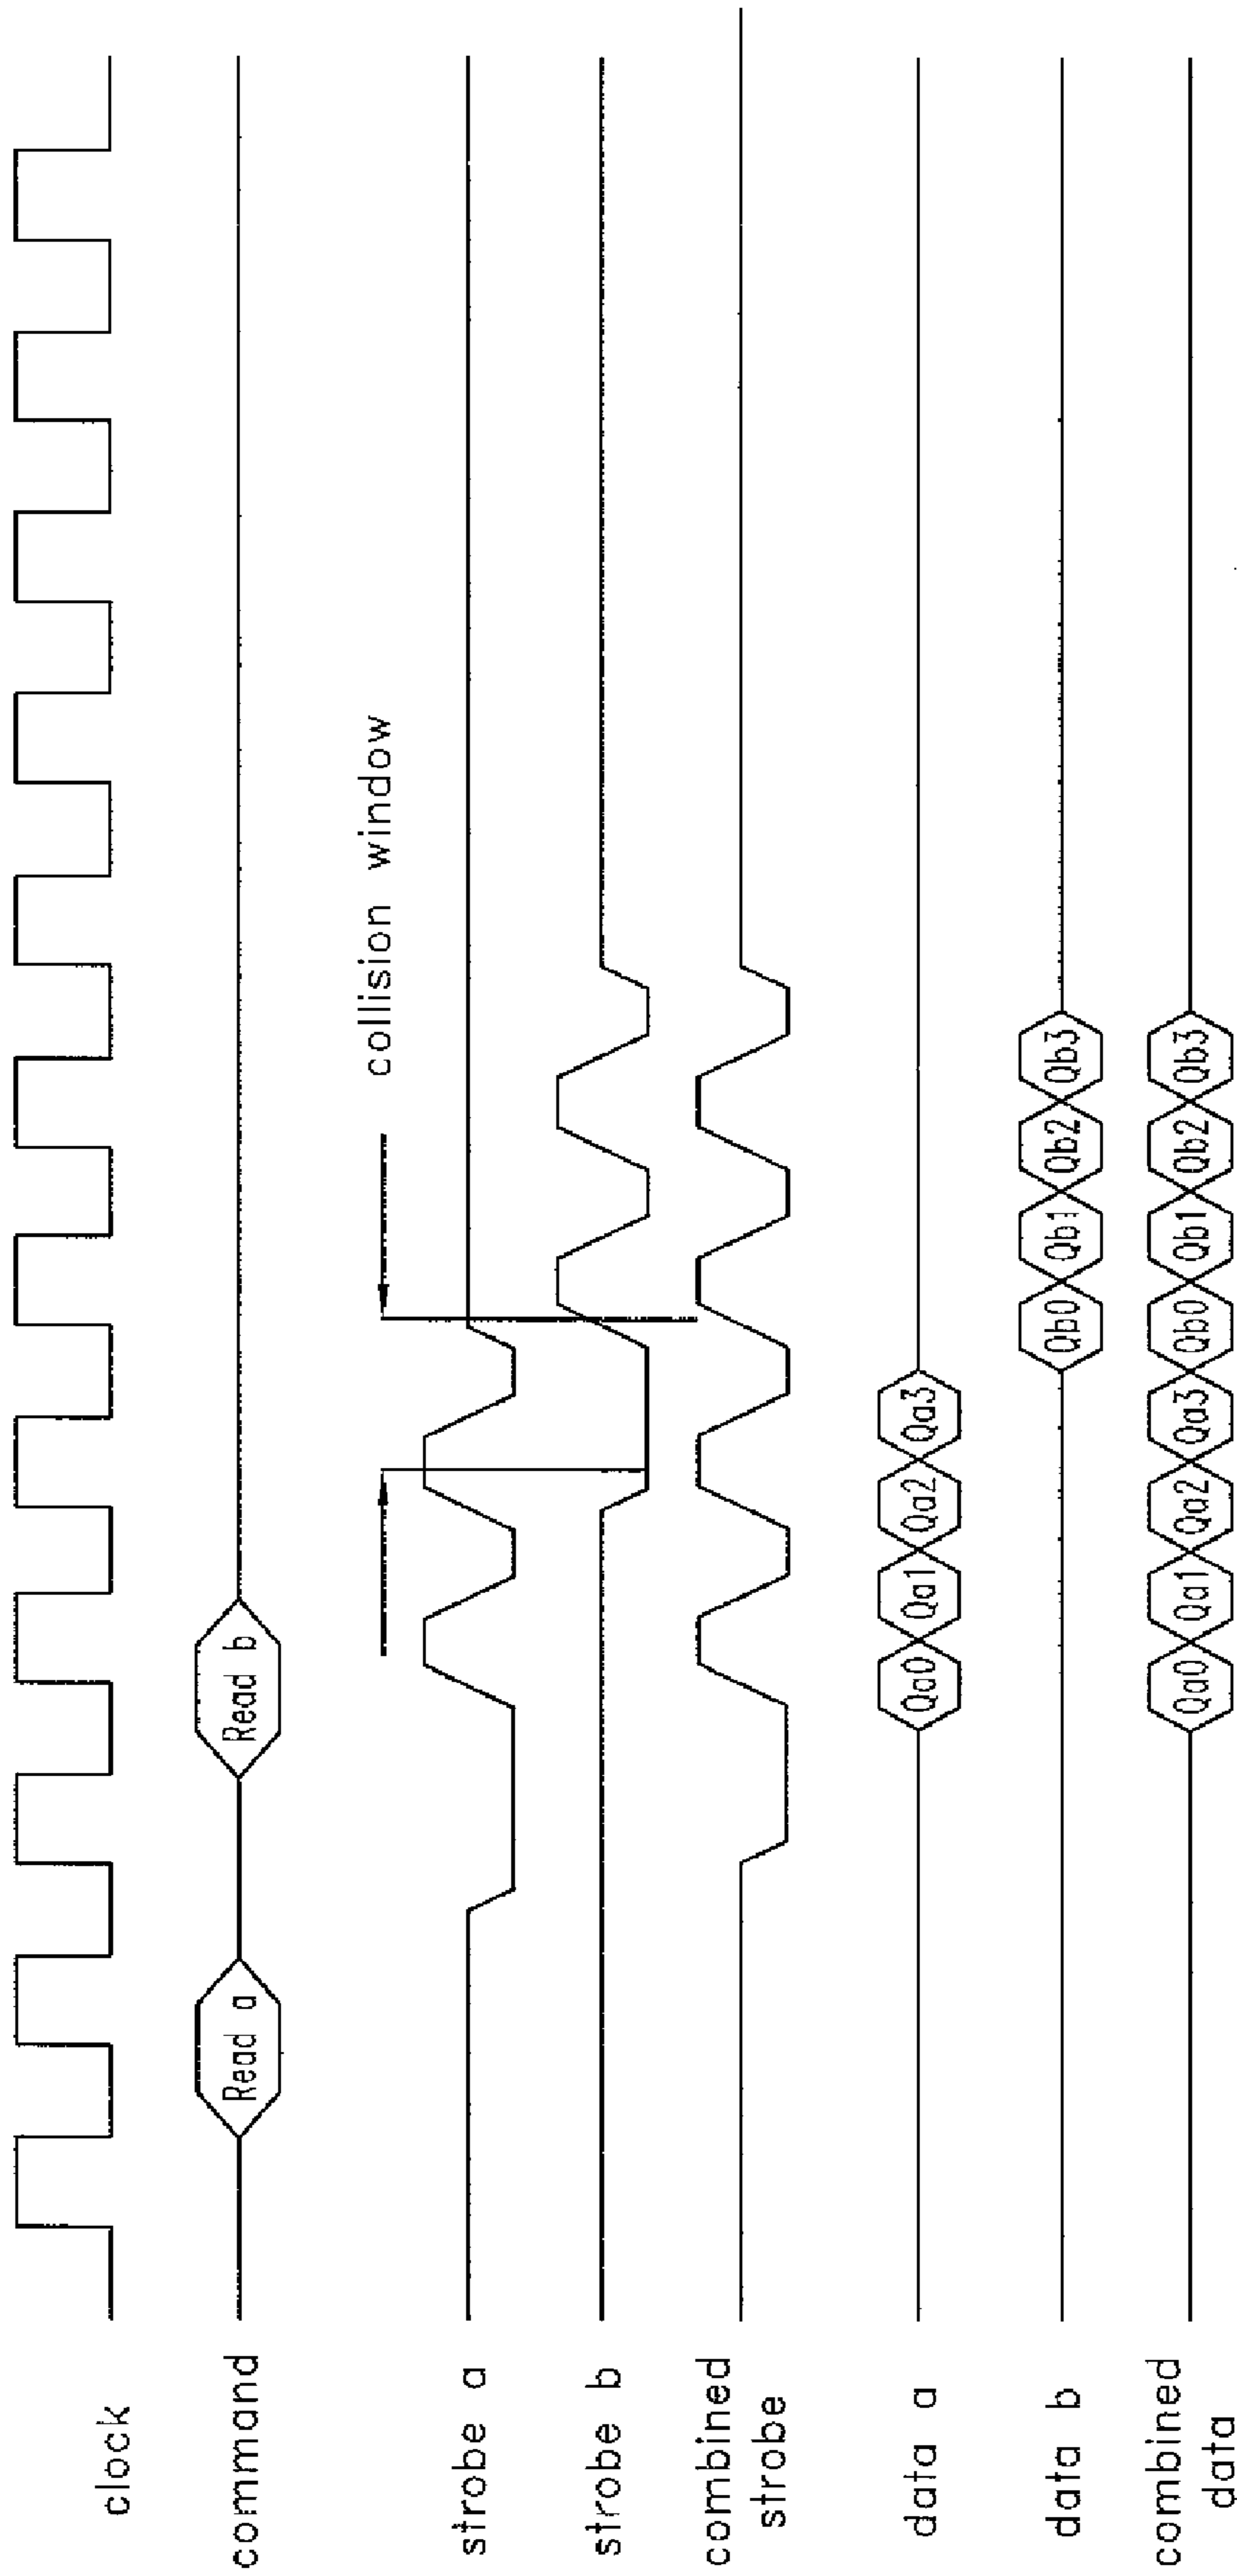 clock
command
Read a
Read b
collision window
strobe a
strobe b
combined
strobe
data a
Qa0 Qa1 Qa2 Qa3
data b
Qb0 Qb1 Qb2 Qb3
combined
data
Qa0 Qa1 Qa2 Qa3 Qb0 Qb1 Qb2 Qb3